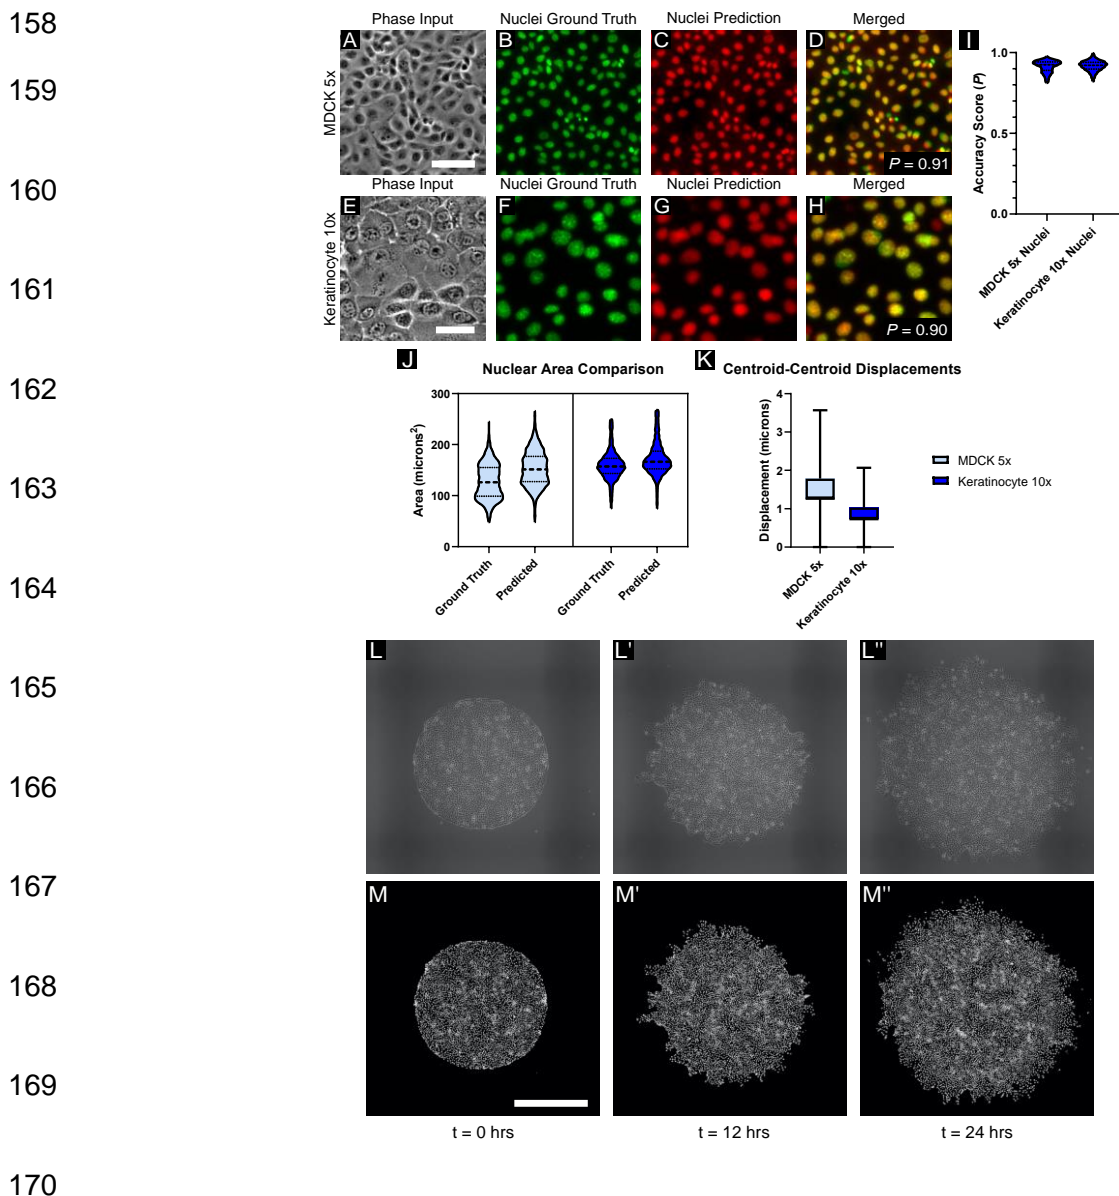 158
159
160
161
162
163
164
165
166
167
168
169
170
Phase Input Nuclei Ground Truth Nuclei Prediction Merged
MDCK 5x
A B C D
P = 0.91
Phase Input Nuclei Ground Truth Nuclei Prediction Merged
Keratinocyte 10x
E F G H
P = 0.90
I
Accuracy Score (P)
1.0
0.5
0.0
MDCK 5x Nuclei
Keratinocyte 10x Nuclei
J
Nuclear Area Comparison
Area (microns2)
300
200
100
0
Ground Truth Predicted Ground Truth Predicted
K
Centroid-Centroid Displacements
Displacement (microns)
4
3
2
1
0
MDCK 5x
Keratinocyte 10x
MDCK 5x
Keratinocyte 10x
L L' L''
M M' M''
t = 0 hrs t = 12 hrs t = 24 hrs